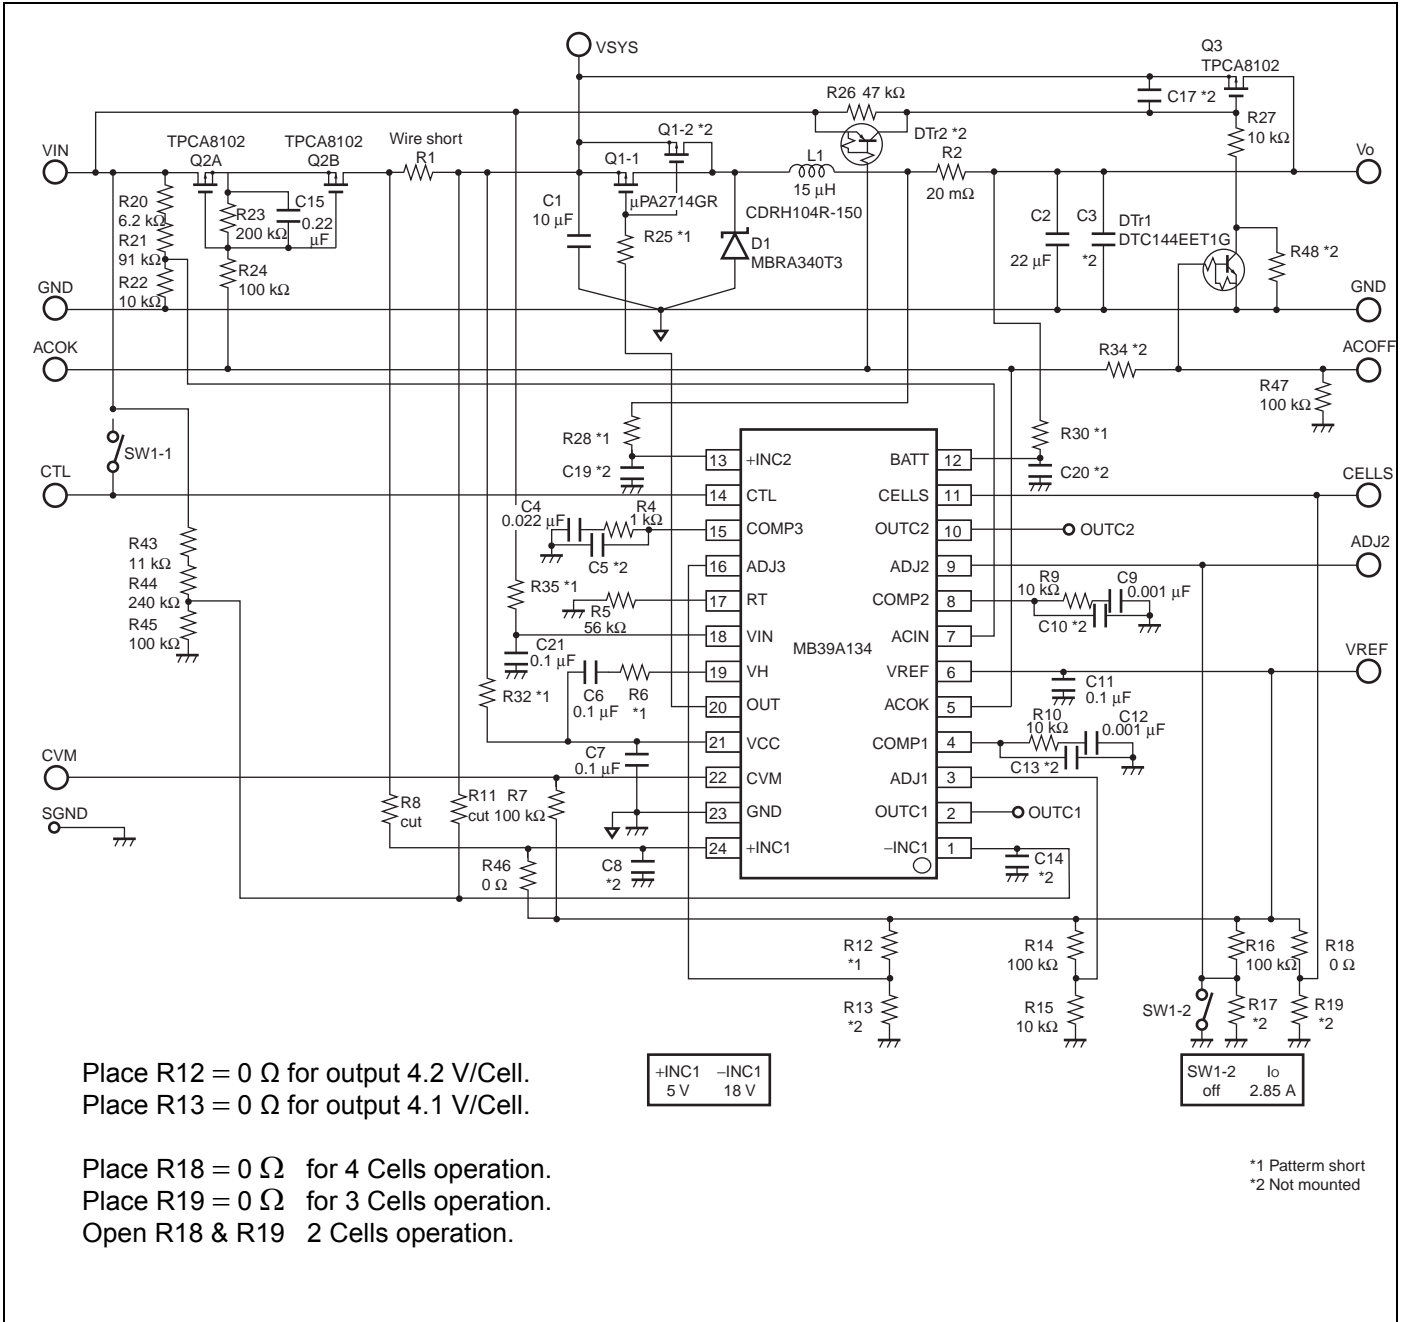 VSYS
Q3
TPCA8102
R26 47 kΩ
C17 *2
R27
10 kΩ
DTr2 *2
Wire short
R1
TPCA8102
Q2A
TPCA8102
Q2B
Q1-2 *2
Q1-1
μPA2714GR
L1
15 μH
CDRH104R-150
R2
20 mΩ
VIN
Vo
R20
6.2 kΩ
R21
91 kΩ
R22
10 kΩ
R23
200 kΩ
C15
0.22
μF
R24
100 kΩ
C1
10 μF
R25 *1
D1
MBRA340T3
C2
22 μF
C3
*2
DTr1
DTC144EET1G
R48 *2
GND
GND
ACOK
R34 *2
ACOFF
R47
100 kΩ
SW1-1
CTL
R28 *1
C19 *2
R30 *1
C20 *2
CELLS
C4
0.022 μF
R4
1 kΩ
C5 *2
OUTC2
ADJ2
R43
11 kΩ
R44
240 kΩ
R45
100 kΩ
R35 *1
R5
56 kΩ
R9
10 kΩ
C9
0.001 μF
C10 *2
C21
0.1 μF
VREF
R32 *1
C6
0.1 μF
R6
*1
C11
0.1 μF
R10
10 kΩ
C12
0.001 μF
C13 *2
C7
0.1 μF
CVM
SGND
R8
cut
R11
cut
R7
100 kΩ
OUTC1
R46
0 Ω
C8
*2
C14
*2
MB39A134
13 +INC2
14 CTL
15 COMP3
16 ADJ3
17 RT
18 VIN
19 VH
20 OUT
21 VCC
22 CVM
23 GND
24 +INC1
BATT 12
CELLS 11
OUTC2 10
ADJ2 9
COMP2 8
ACIN 7
VREF 6
ACOK 5
COMP1 4
ADJ1 3
OUTC1 2
−INC1 1
R12
*1
R13
*2
R14
100 kΩ
R15
10 kΩ
R16
100 kΩ
R18
0 Ω
SW1-2
R17
*2
R19
*2
+INC1 −INC1
5 V 18 V
SW1-2 Io
off 2.85 A
Place R12 = 0 Ω for output 4.2 V/Cell.
Place R13 = 0 Ω for output 4.1 V/Cell.
Place R18 = 0 Ω for 4 Cells operation.
Place R19 = 0 Ω for 3 Cells operation.
Open R18 & R19 2 Cells operation.
*1 Patterm short
*2 Not mounted